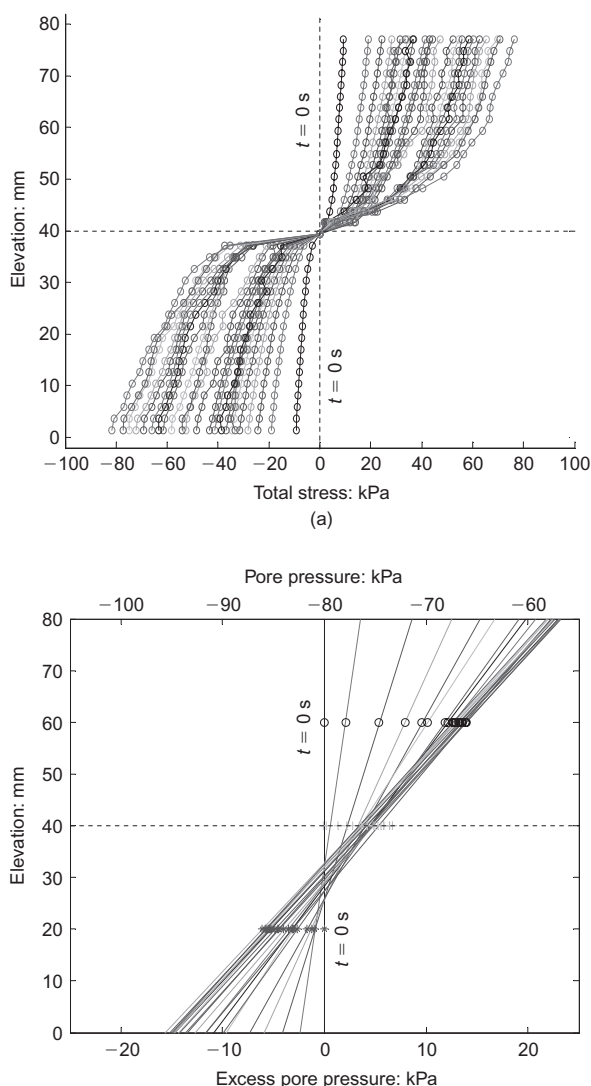 80
70
60
50
40
30
20
10
0
Elevation: mm
t = 0 s
t = 0 s
−100 −80 −60 −40 −20 0 20 40 60 80 100
Total stress: kPa
(a)
Pore pressure: kPa
−100 −90 −80 −70 −60
80
70
60
50
40
30
20
10
0
Elevation: mm
t = 0 s
t = 0 s
−20 −10 0 10 20
Excess pore pressure: kPa